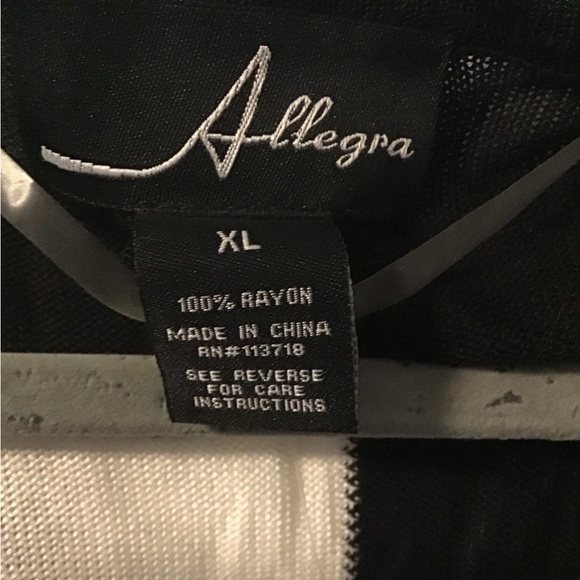 Allegra
XL
100% RAYON
MADE IN CHINA
RN#113718
SEE REVERSE
FOR CARE
INSTRUCTIONS